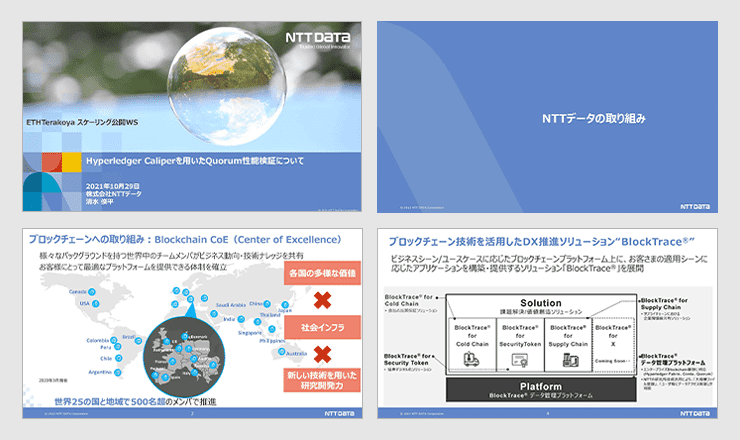 NTT DATA
Trusted Global Innovator
ETHTerakoya スケーリング公開WS
Hyperledger Caliperを用いたQuorum性能検証について
2021年10月29日
株式会社NTTデータ
清水 俊平
NTTデータの取り組み
NTT DATA
ブロックチェーンへの取り組み：Blockchain CoE（Center of Excellence）
様々なバックグラウンドを持つ世界中のチームメンバがビジネス動向・技術ナレッジを共有
お客様にとって最適なプラットフォームを提供できる体制を確立
各国の多様な価値
社会インフラ
新しい技術を用いた
研究開発力
Canada
USA
Colombia
Brazil
Peru
Chile
Argentina
Saudi Arabia
China
Japan
India
Thailand
Singapore
Philippines
Australia
Denmark
2020年9月現在
世界25の国と地域で500名超のメンバで推進
NTT DATA
ブロックチェーン技術を活用したDX推進ソリューション"BlockTrace®"
ビジネスシーン/ユースケースに応じたブロックチェーンプラットフォーム上に、お客さまの適用シーンに
応じたアプリケーションを構築・提供するソリューション「BlockTrace®」を展開
BlockTrace® for
Cold Chain
Solution
課題解決/価値創造ソリューション
BlockTrace® for
Supply Chain
BlockTrace®
for
Cold Chain
BlockTrace®
for
SecurityToken
BlockTrace®
for
Supply Chain
BlockTrace®
for
X
Coming Soon…
BlockTrace® for
Security Token
BlockTrace®
データ管理プラットフォーム
Platform
BlockTrace® データ管理プラットフォーム
NTT DATA